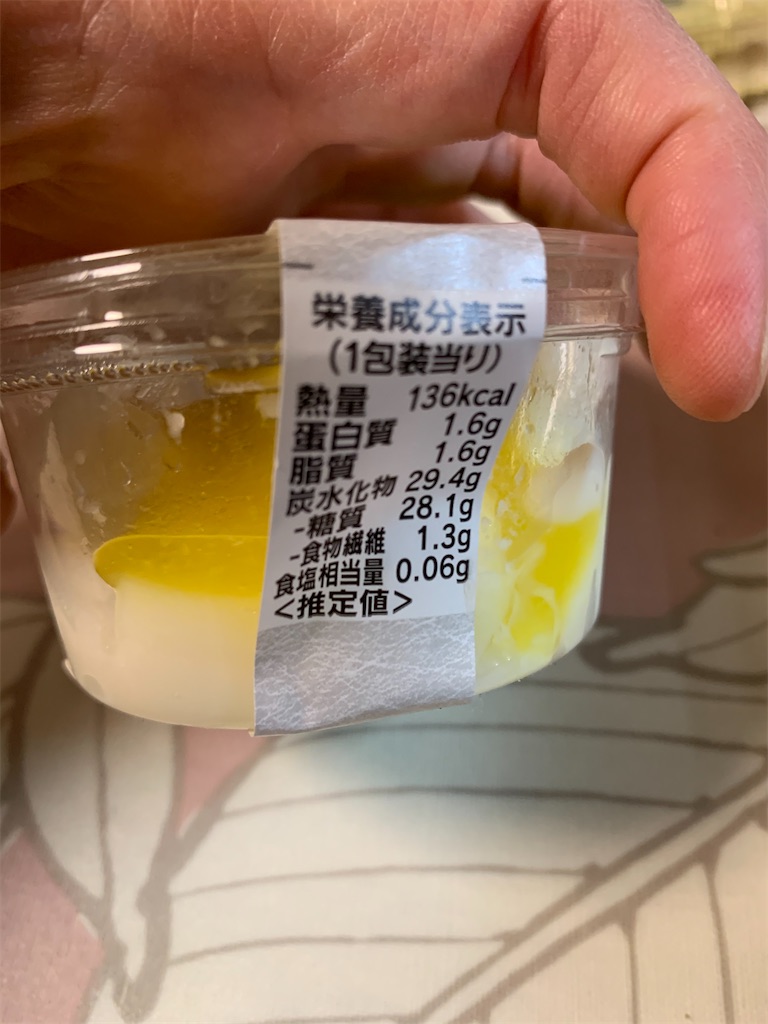 栄養成分表示
(1包装当り)
熱量 136kcal
蛋白質 1.6g
脂質 1.6g
炭水化物 29.4g
-糖質 28.1g
-食物繊維 1.3g
食塩相当量 0.06g
<推定値>